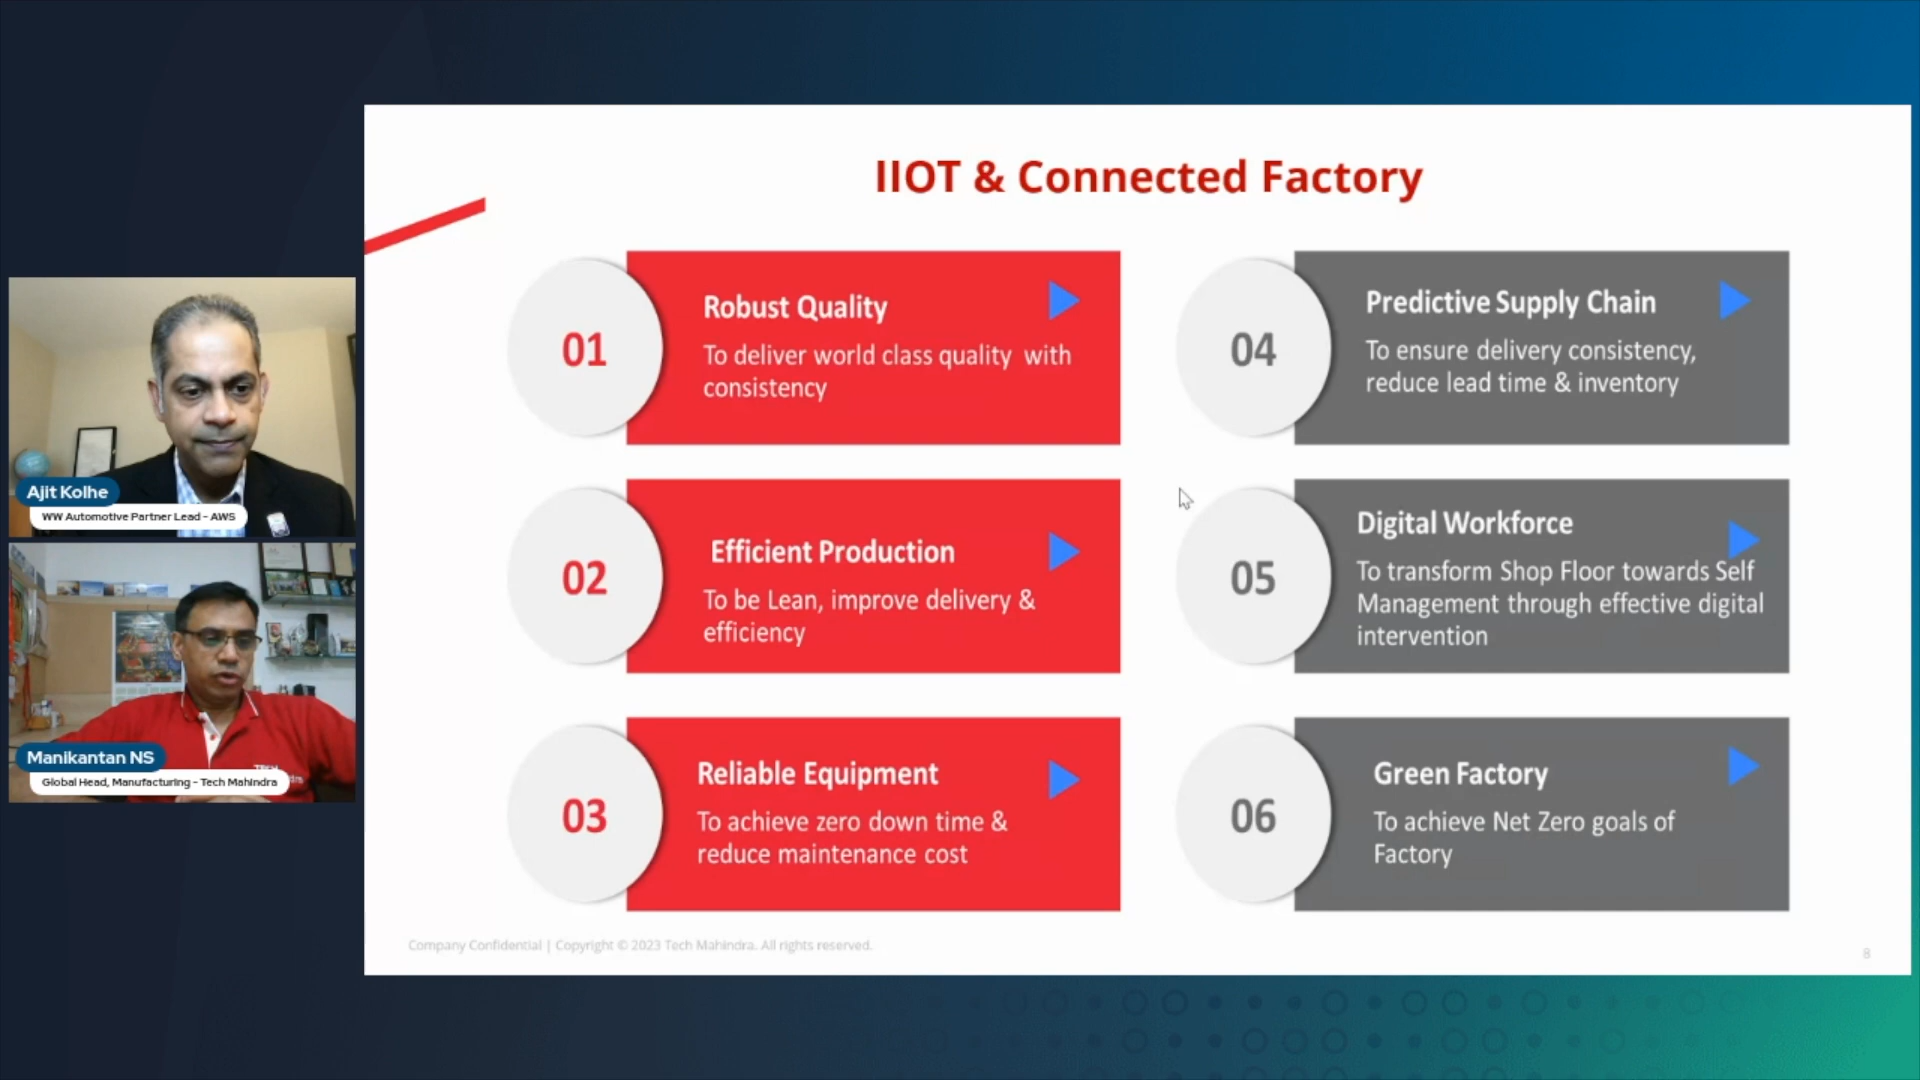 IIOT & Connected Factory
01
Robust Quality
To deliver world class quality with
consistency
02
Efficient Production
To be Lean, improve delivery &
efficiency
03
Reliable Equipment
To achieve zero down time &
reduce maintenance cost
04
Predictive Supply Chain
To ensure delivery consistency,
reduce lead time & inventory
05
Digital Workforce
To transform Shop Floor towards Self
Management through effective digital
intervention
06
Green Factory
To achieve Net Zero goals of
Factory
Company Confidential | Copyright © 2023 Tech Mahindra. All rights reserved.
8
Ajit Kolhe
WW Automotive Partner Lead - AWS
Manikantan NS
Global Head, Manufacturing - Tech Mahindra